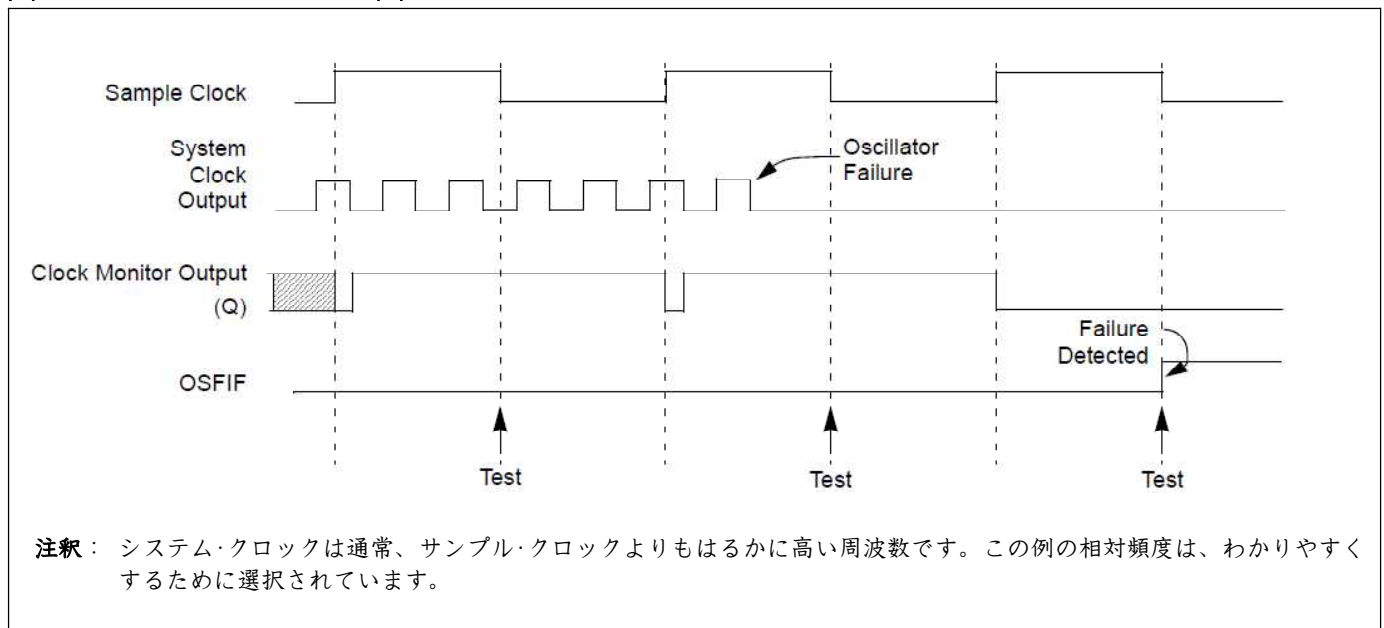 Sample Clock
System
Clock
Output
Oscillator
Failure
Clock Monitor Output
(Q)
Failure
Detected
OSFIF
Test
Test
Test
注釈： システム･クロックは通常、サンプル･クロックよりもはるかに高い周波数です。この例の相対頻度は、わかりやすく
するために選択されています。